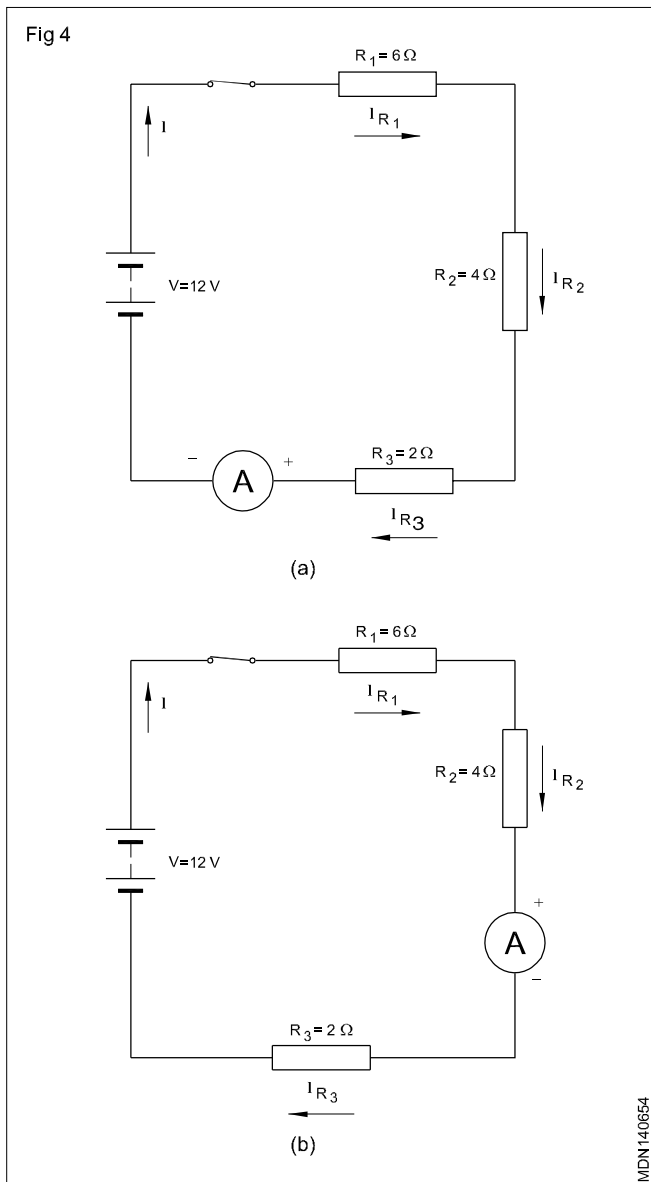 Fig 4
R1 = 6 Ω
I
IR1
R2 = 4 Ω
IR2
V = 12 V
R3 = 2 Ω
− A +
IR3
(a)
R1 = 6 Ω
I
IR1
R2 = 4 Ω
IR2
V = 12 V
+
A
−
R3 = 2 Ω
IR3
(b)
MDN140654